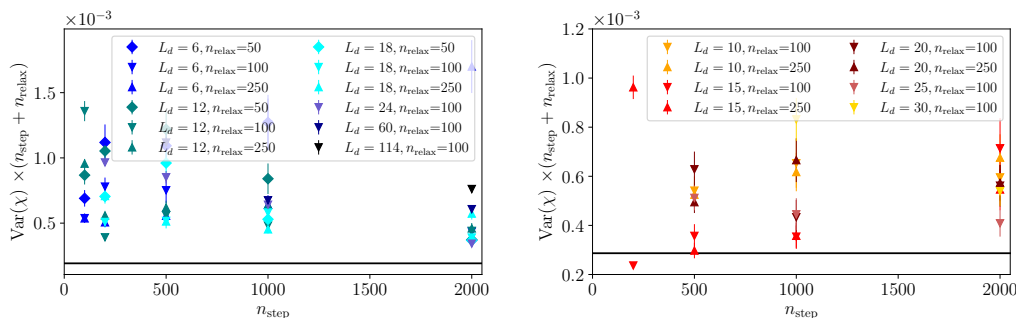 ×10⁻³
Var(χ) ×(n_step + n_relax)
1.5
1.0
0.5
L_d = 6, n_relax=50
L_d = 6, n_relax=100
L_d = 6, n_relax=250
L_d = 12, n_relax=50
L_d = 12, n_relax=100
L_d = 12, n_relax=250
L_d = 18, n_relax=50
L_d = 18, n_relax=100
L_d = 18, n_relax=250
L_d = 24, n_relax=100
L_d = 60, n_relax=100
L_d = 114, n_relax=100
0 500 1000 1500 2000
n_step
×10⁻³
Var(χ) ×(n_step + n_relax)
1.2
1.0
0.8
0.6
0.4
0.2
L_d = 10, n_relax=100
L_d = 10, n_relax=250
L_d = 15, n_relax=100
L_d = 15, n_relax=250
L_d = 20, n_relax=100
L_d = 20, n_relax=250
L_d = 25, n_relax=100
L_d = 30, n_relax=100
0 500 1000 1500 2000
n_step